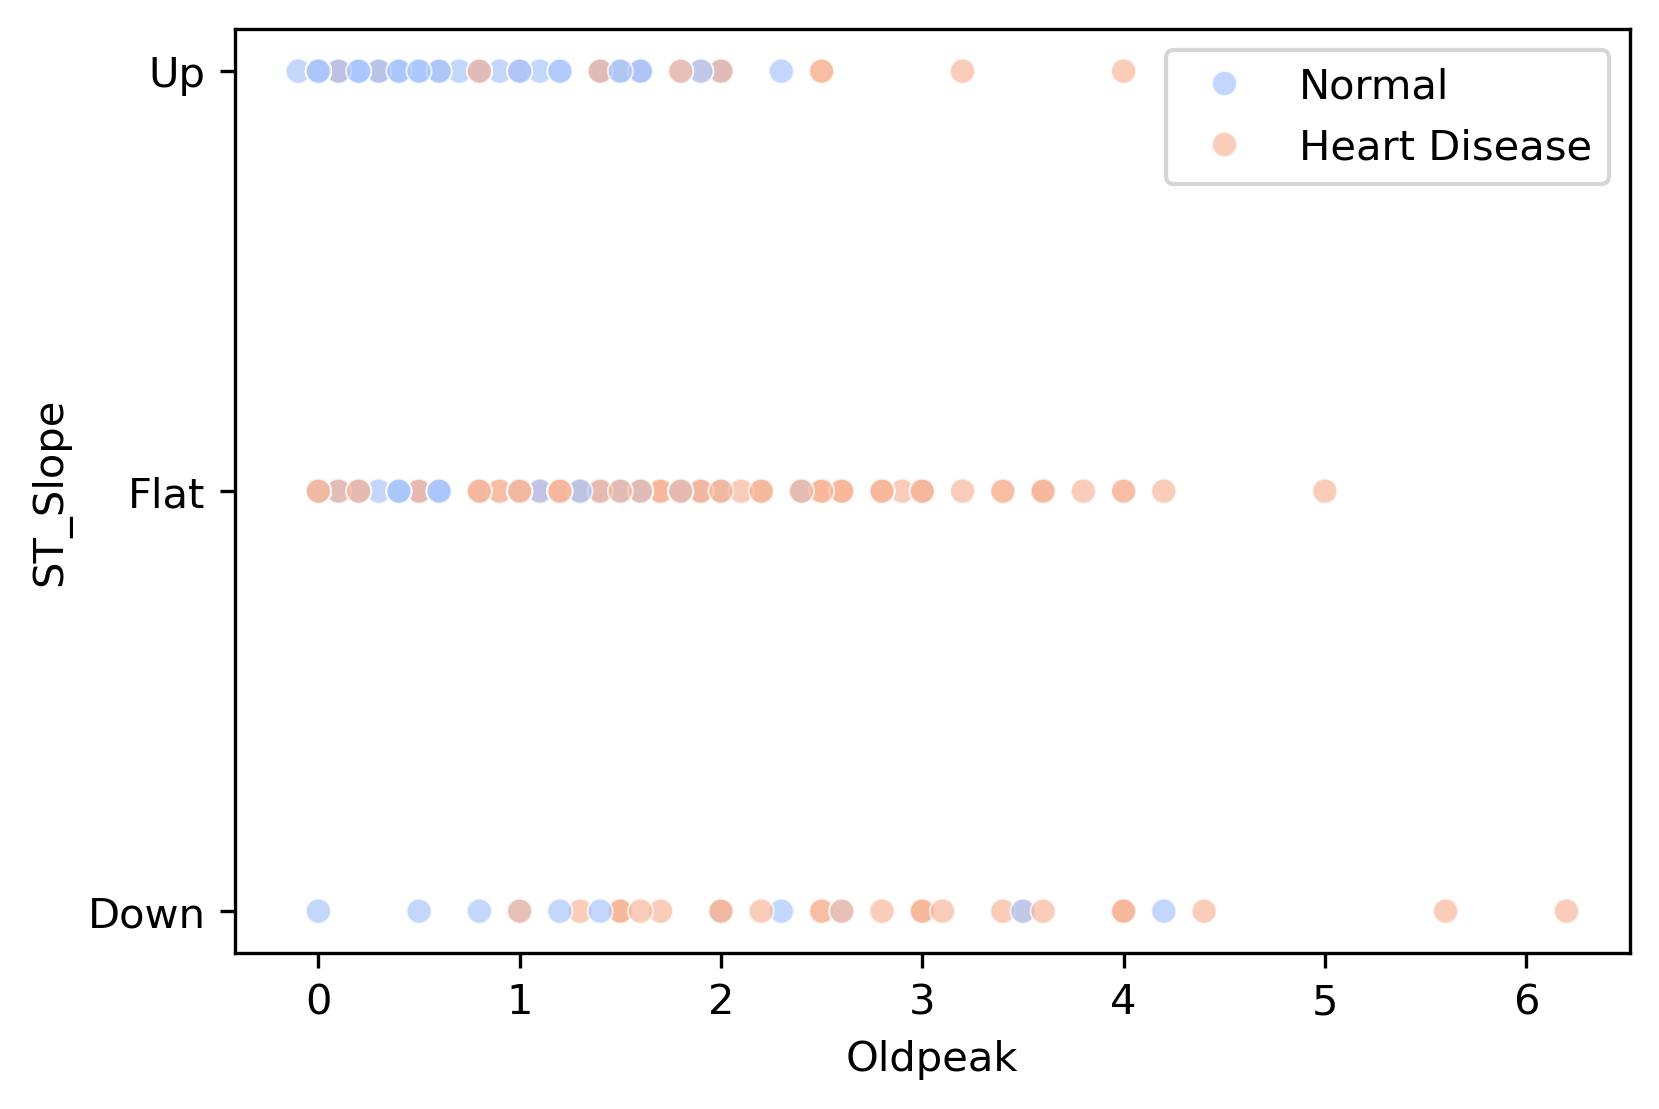 Up
Flat
Down
ST_Slope
Normal
Heart Disease
0 1 2 3 4 5 6
Oldpeak